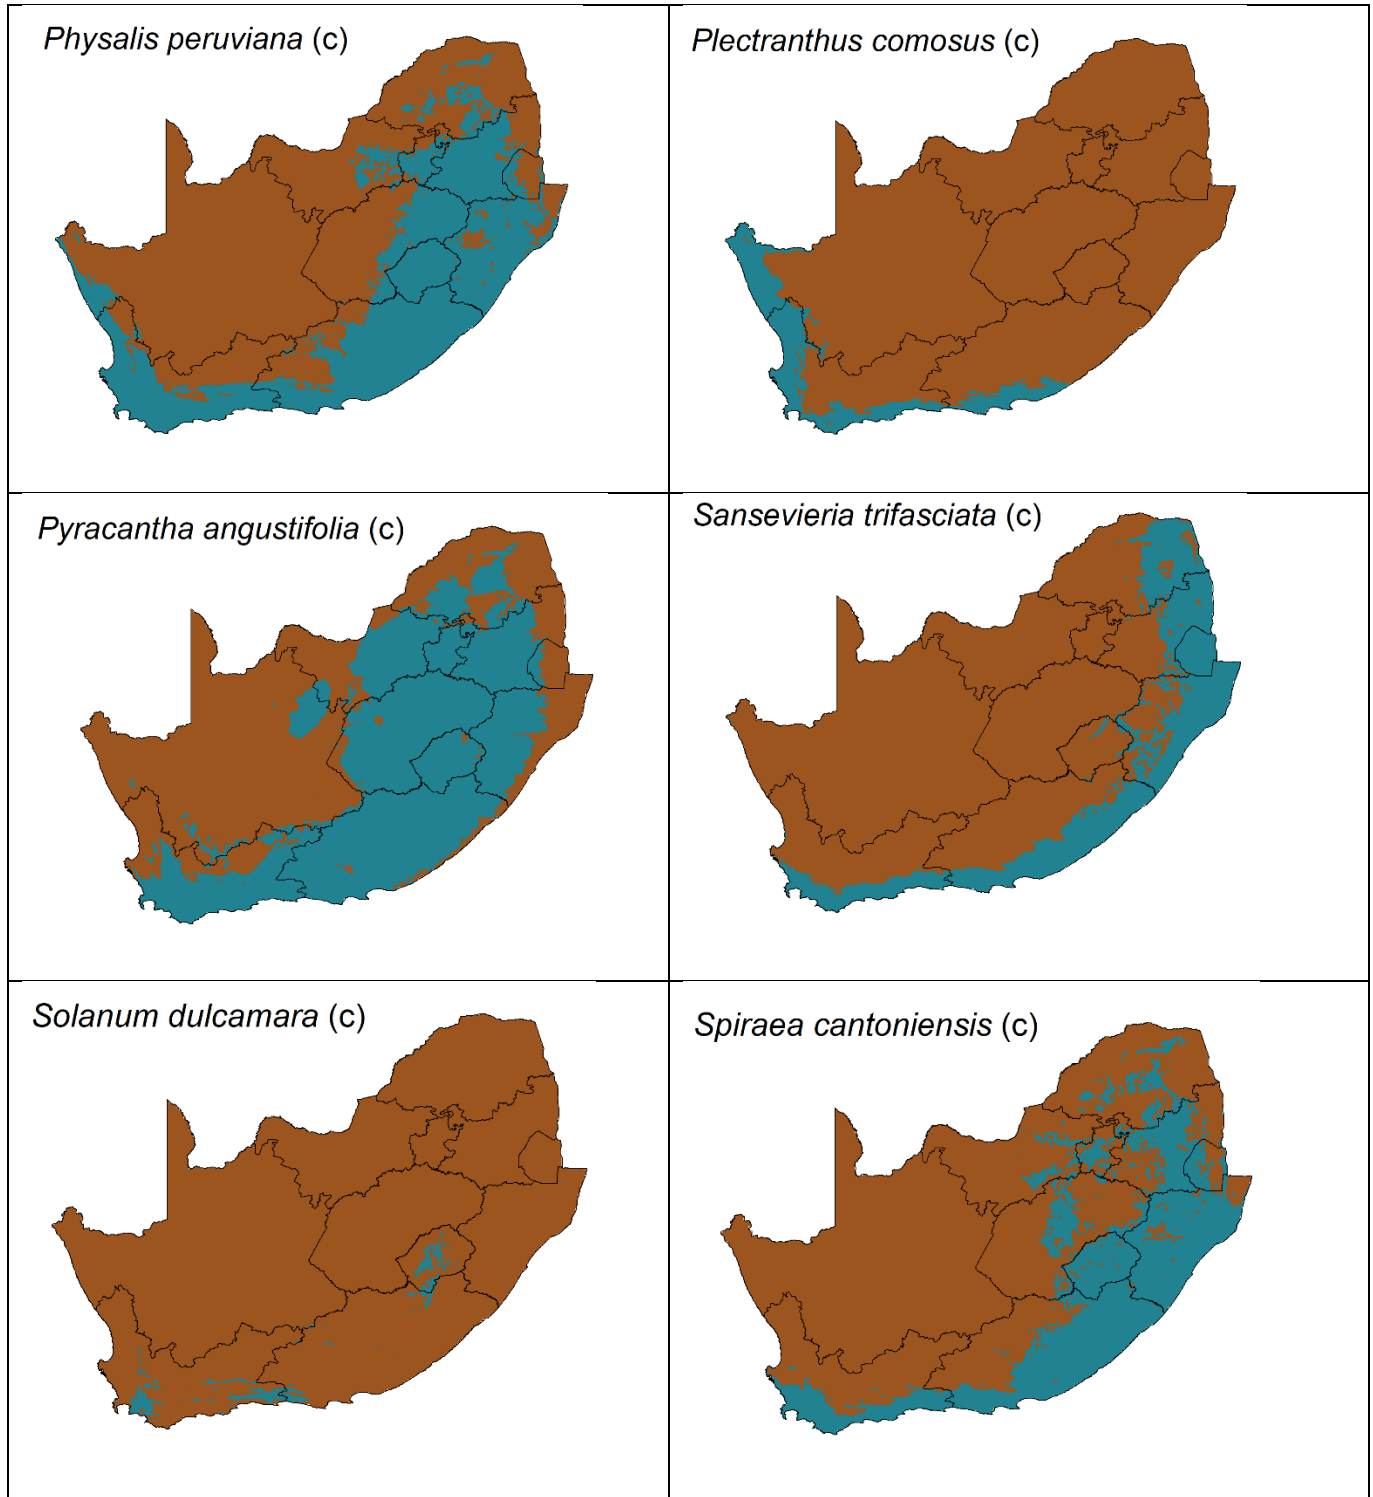 Physalis peruviana (c)
Plectranthus comosus (c)
Pyracantha angustifolia (c)
Sansevieria trifasciata (c)
Solanum dulcamara (c)
Spiraea cantoniensis (c)